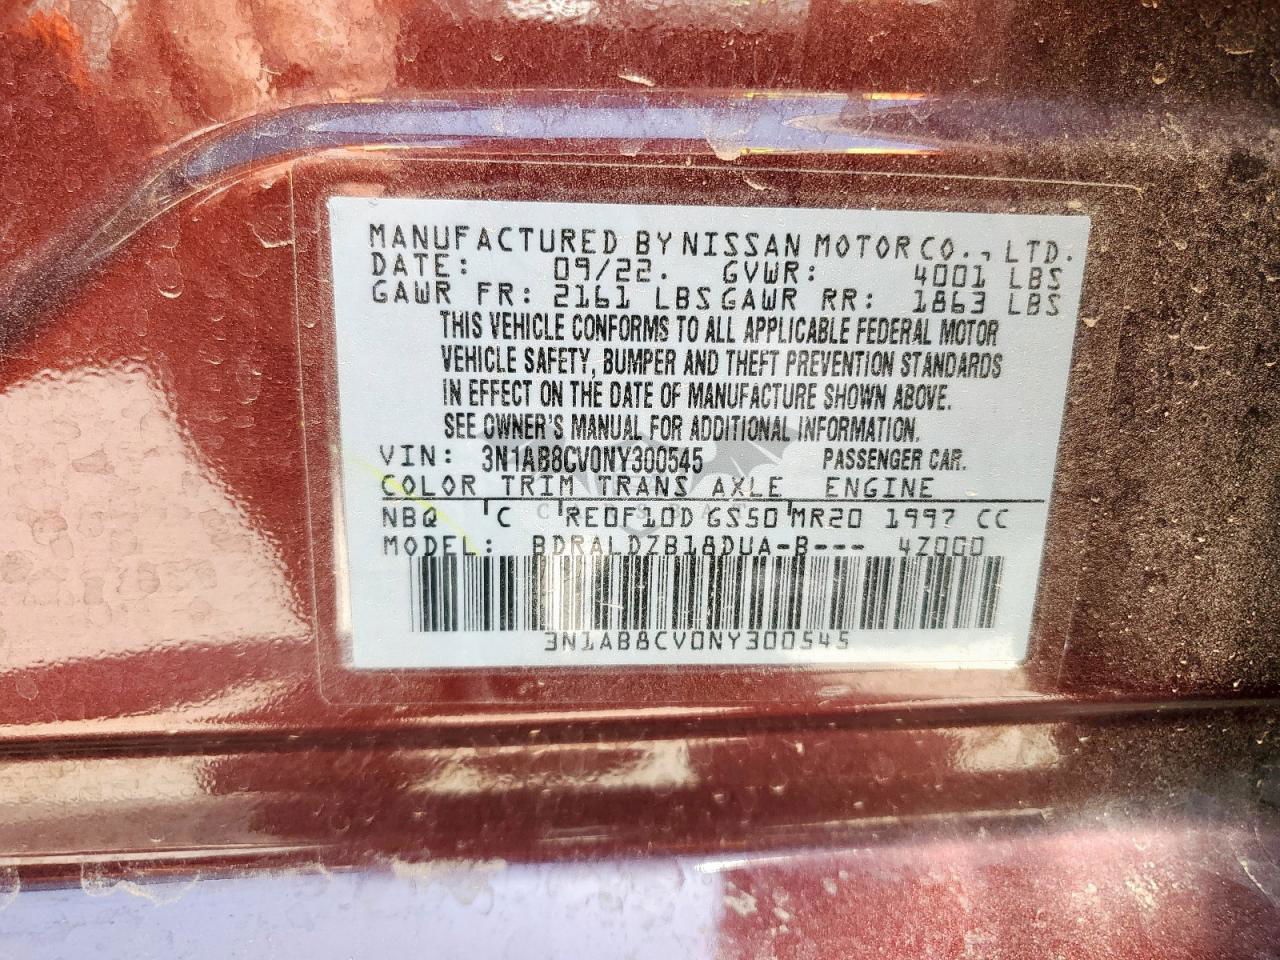 MANUFACTURED BY NISSAN MOTOR CO., LTD.
DATE: 09/22. GVWR: 4001 LBS
GAWR FR: 2161 LBS GAWR RR: 1863 LBS
THIS VEHICLE CONFORMS TO ALL APPLICABLE FEDERAL MOTOR
VEHICLE SAFETY, BUMPER AND THEFT PREVENTION STANDARDS
IN EFFECT ON THE DATE OF MANUFACTURE SHOWN ABOVE.
SEE OWNER'S MANUAL FOR ADDITIONAL INFORMATION.
VIN: 3N1AB8CV0NY300545 PASSENGER CAR.
COLOR TRIM TRANS AXLE ENGINE
NBQ C RE0F10D GS50 MR20 1997 CC
MODEL: BDRALDZB18DUA-B--- 4Z0G0
3N1AB8CV0NY300545